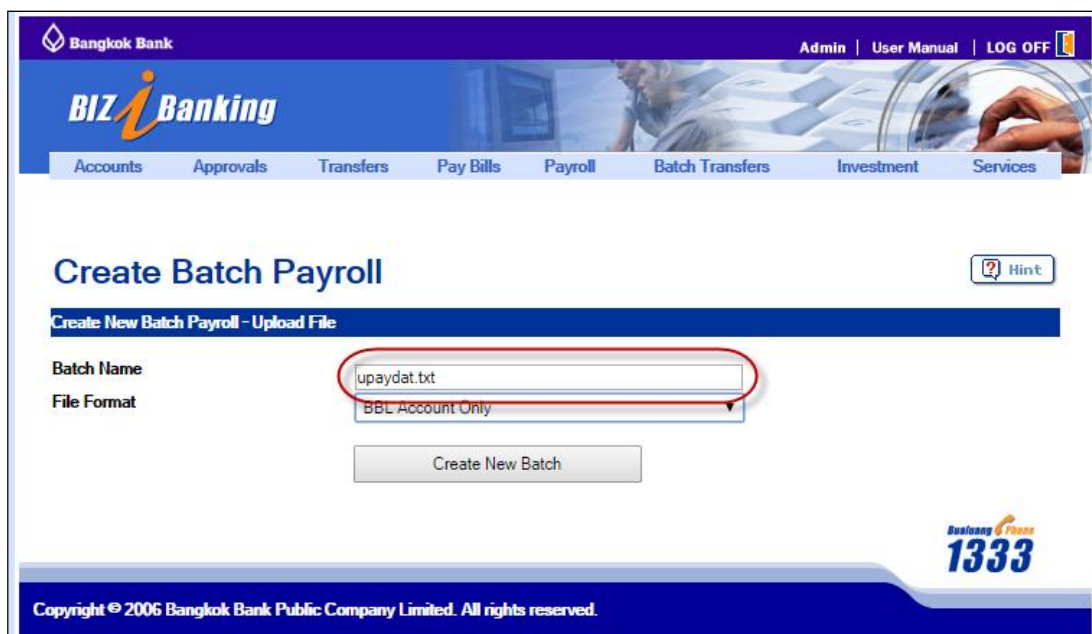 Bangkok Bank
Admin | User Manual | LOG OFF
BIZ iBanking
Accounts Approvals Transfers Pay Bills Payroll Batch Transfers Investment Services
Create Batch Payroll
Hint
Create New Batch Payroll - Upload File
Batch Name
upaydat.txt
File Format
BBL Account Only
Create New Batch
Bualuang Phone
1333
Copyright © 2006 Bangkok Bank Public Company Limited. All rights reserved.